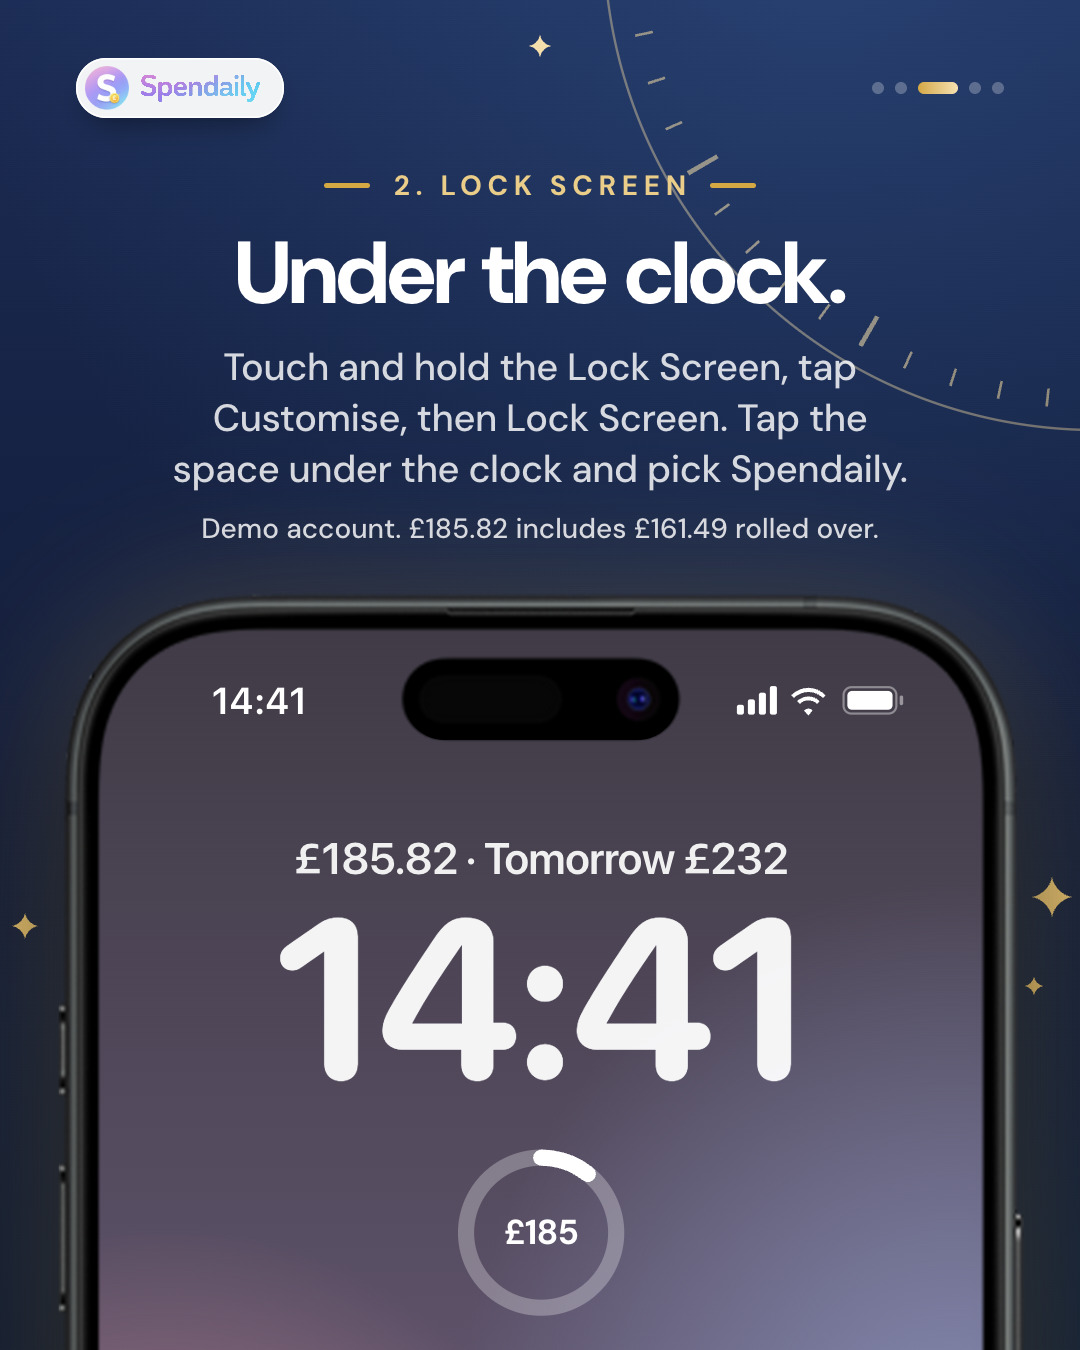 Spendaily
2. LOCK SCREEN
Under the clock.
Touch and hold the Lock Screen, tap
Customise, then Lock Screen. Tap the
space under the clock and pick Spendaily.
Demo account. £185.82 includes £161.49 rolled over.
14:41
£185.82 · Tomorrow £232
14:41
£185